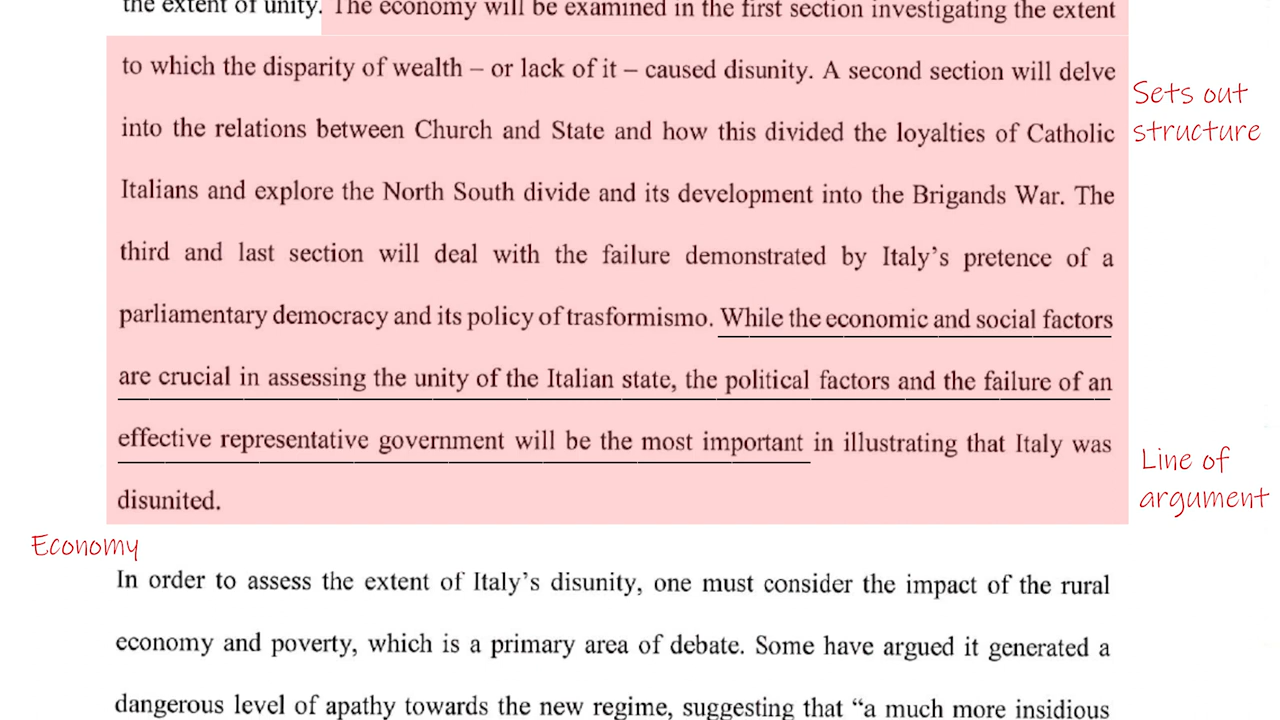 the extent of unity. The economy will be examined in the first section investigating the extent
to which the disparity of wealth – or lack of it – caused disunity. A second section will delve
Sets out
into the relations between Church and State and how this divided the loyalties of Catholic
structure
Italians and explore the North South divide and its development into the Brigands War. The
third and last section will deal with the failure demonstrated by Italy's pretence of a
parliamentary democracy and its policy of trasformismo. While the economic and social factors
are crucial in assessing the unity of the Italian state, the political factors and the failure of an
effective representative government will be the most important in illustrating that Italy was
Line of
argument
disunited.
Economy
In order to assess the extent of Italy's disunity, one must consider the impact of the rural
economy and poverty, which is a primary area of debate. Some have argued it generated a
dangerous level of apathy towards the new regime, suggesting that “a much more insidious